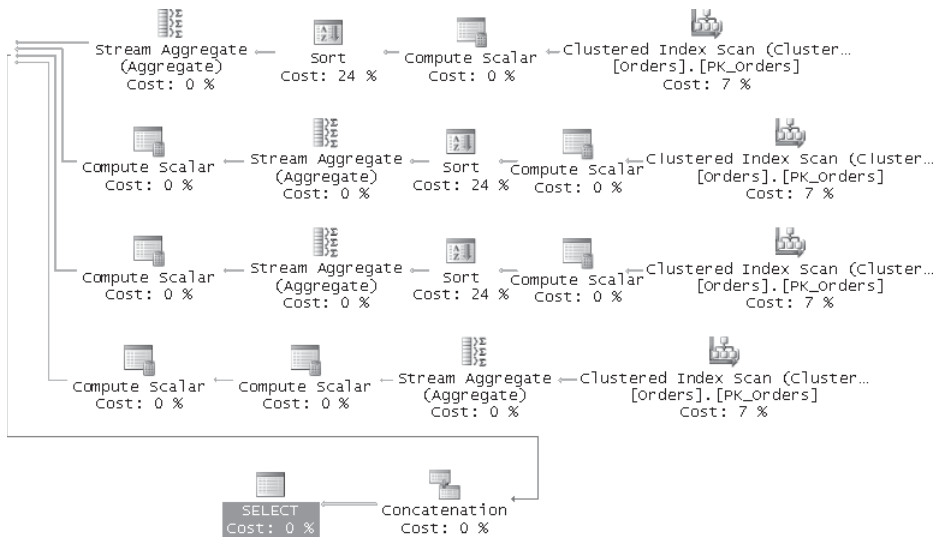 Stream Aggregate
(Aggregate)
Cost: 0 %
Sort
Cost: 24 %
Compute Scalar
Cost: 0 %
Clustered Index Scan (Cluster…
[Orders].[PK_Orders]
Cost: 7 %
Compute Scalar
Cost: 0 %
Stream Aggregate
(Aggregate)
Cost: 0 %
Sort
Cost: 24 %
Compute Scalar
Cost: 0 %
Clustered Index Scan (Cluster…
[Orders].[PK_Orders]
Cost: 7 %
Compute Scalar
Cost: 0 %
Stream Aggregate
(Aggregate)
Cost: 0 %
Sort
Cost: 24 %
Compute Scalar
Cost: 0 %
Clustered Index Scan (Cluster…
[Orders].[PK_Orders]
Cost: 7 %
Compute Scalar
Cost: 0 %
Compute Scalar
Cost: 0 %
Stream Aggregate
(Aggregate)
Cost: 0 %
Clustered Index Scan (Cluster…
[Orders].[PK_Orders]
Cost: 7 %
SELECT
Cost: 0 %
Concatenation
Cost: 0 %